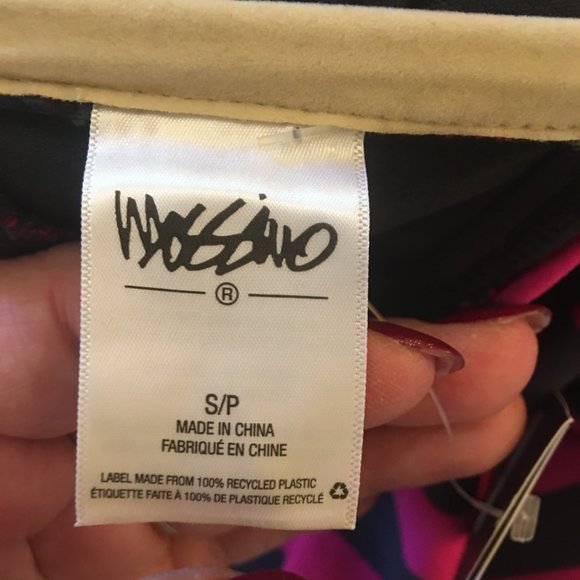 Mossimo
®
S/P
MADE IN CHINA
FABRIQUÉ EN CHINE
LABEL MADE FROM 100% RECYCLED PLASTIC
ÉTIQUETTE FAITE À 100% DE PLASTIQUE RECYCLÉ